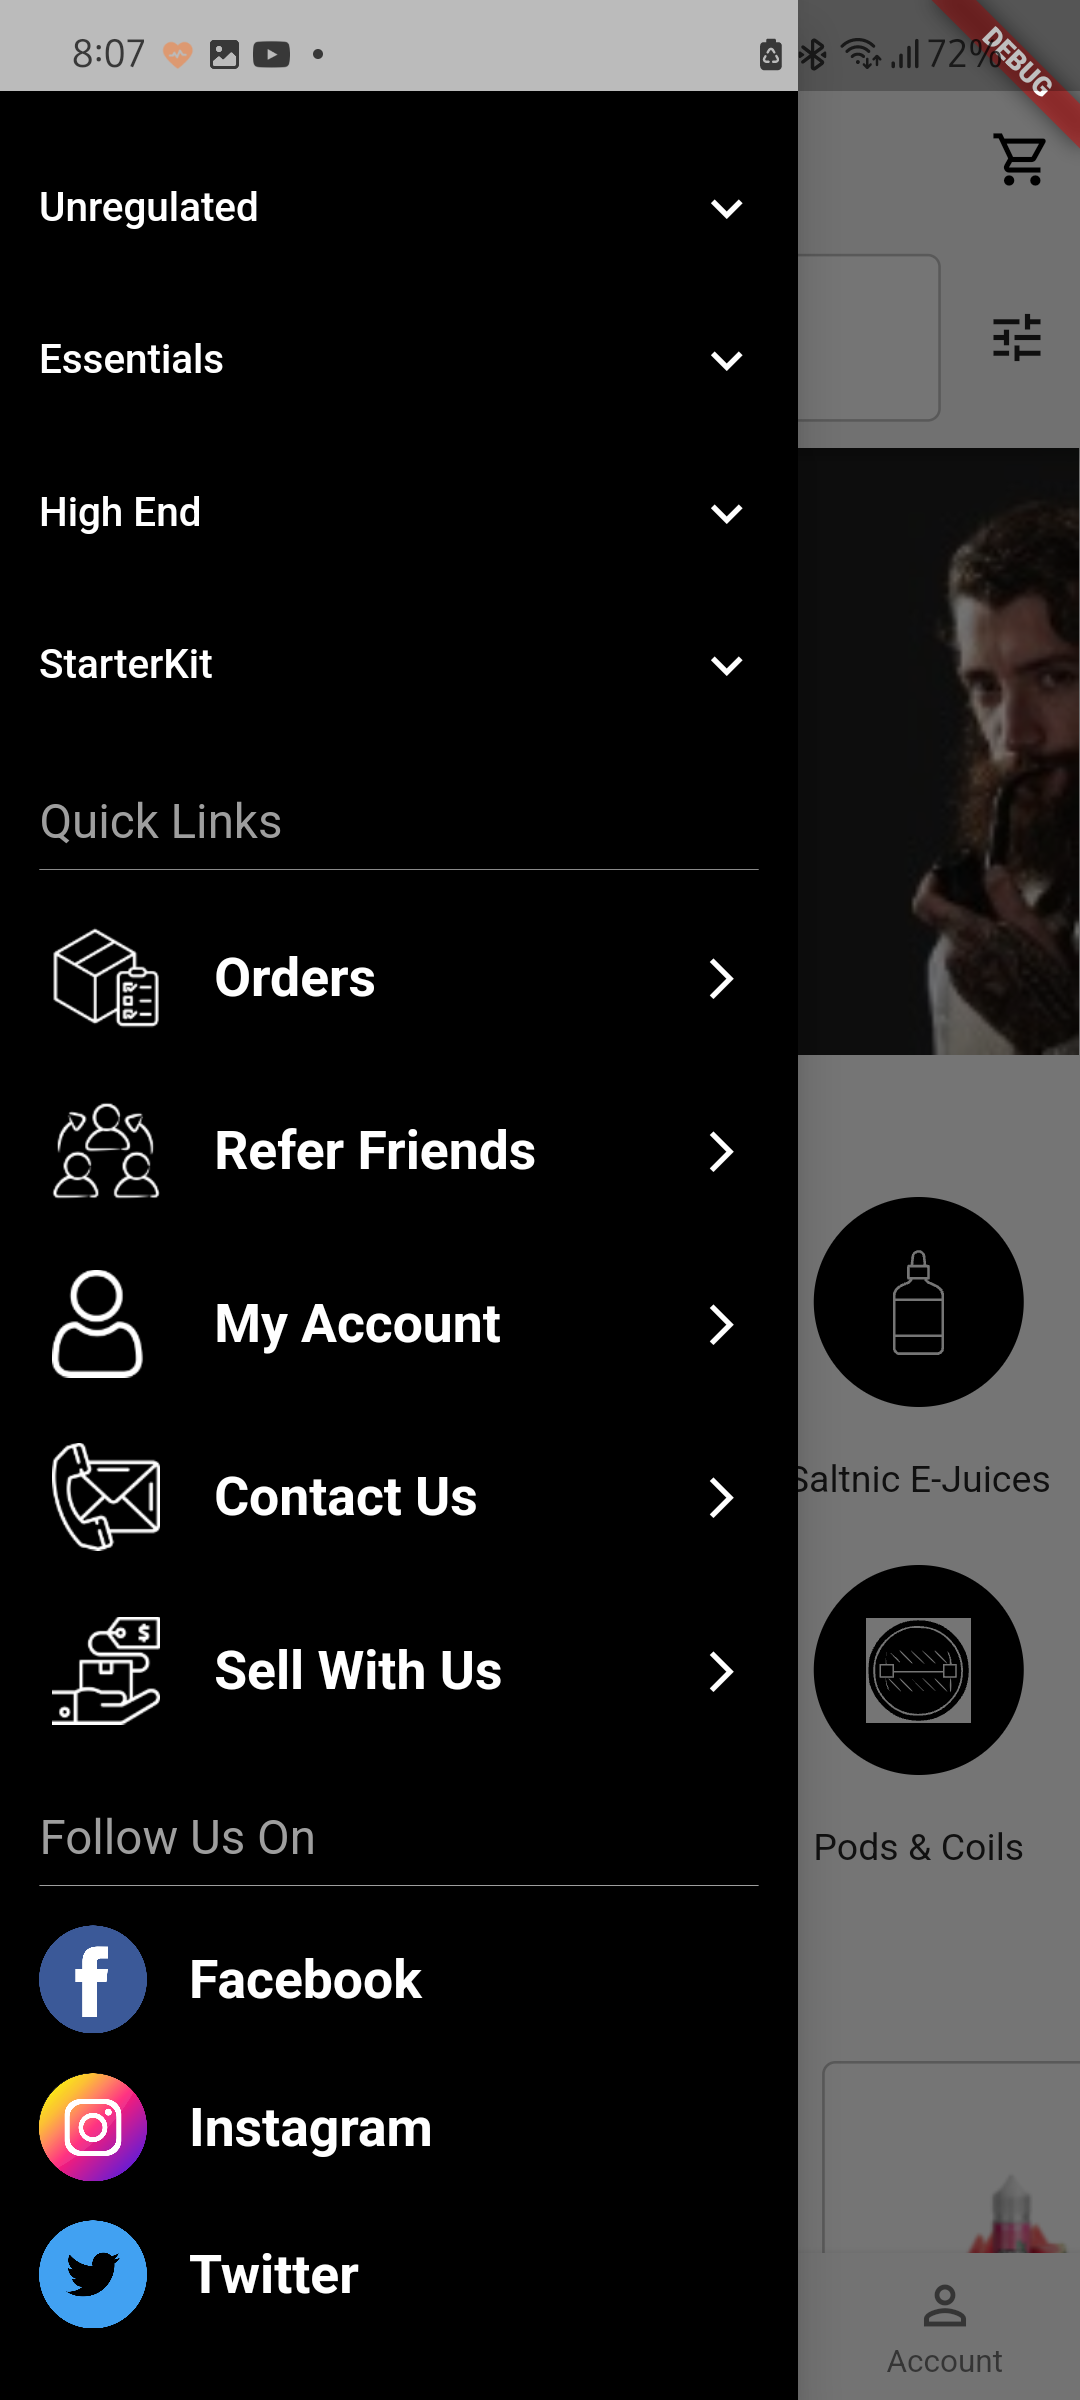 8:07
72%
DEBUG
Unregulated
Essentials
High End
StarterKit
Quick Links
Orders
Refer Friends
My Account
Contact Us
Saltnic E-Juices
Sell With Us
Pods & Coils
Follow Us On
Facebook
Instagram
Twitter
Account